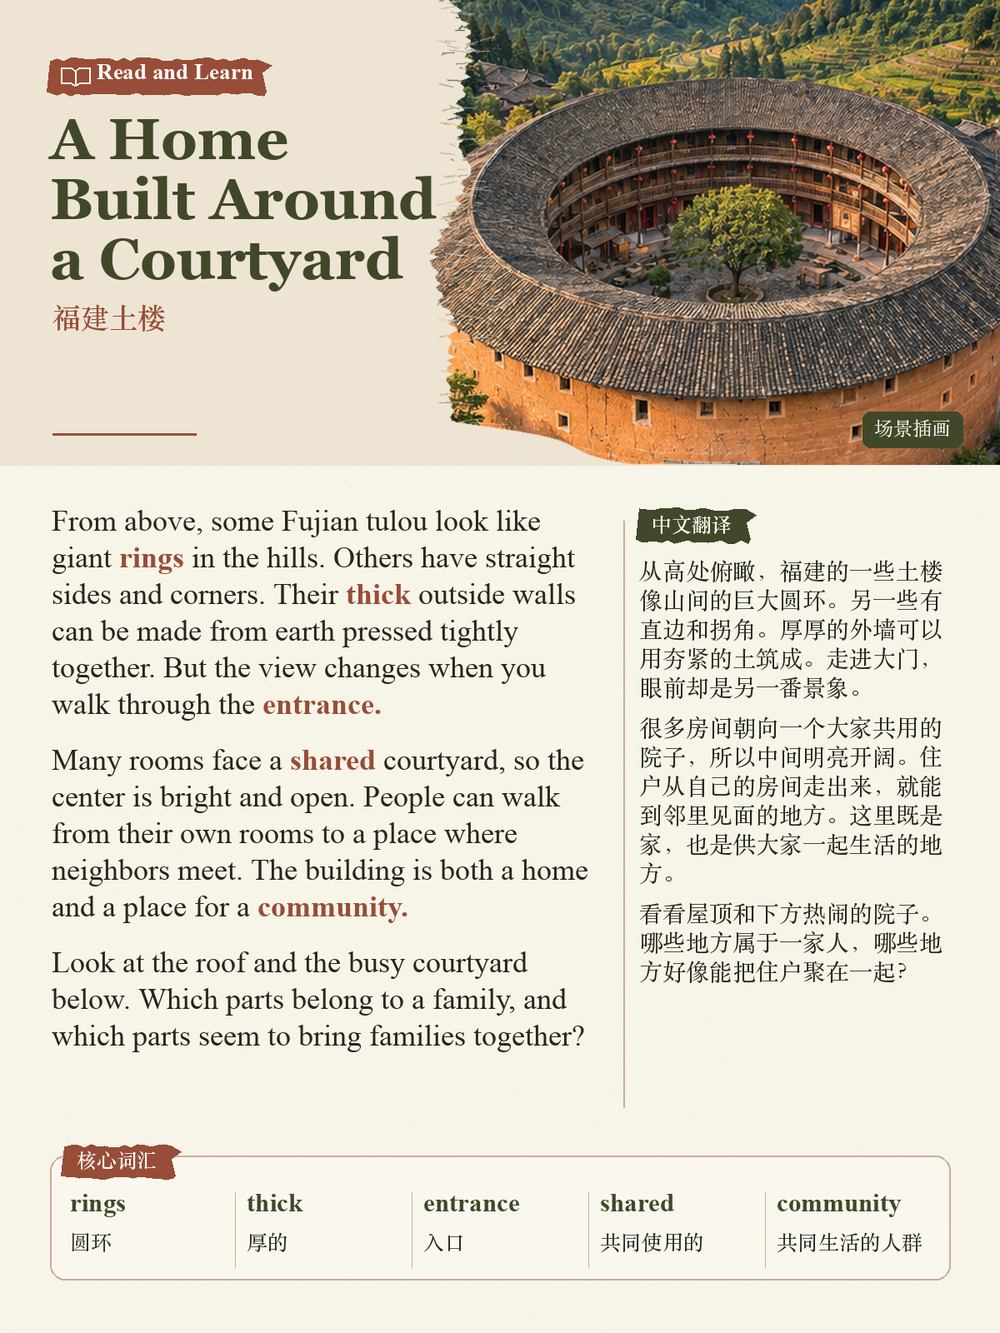 Read and Learn
A Home
Built Around
a Courtyard
福建土楼
场景插画
From above, some Fujian tulou look like
giant rings in the hills. Others have straight
sides and corners. Their thick outside walls
can be made from earth pressed tightly
together. But the view changes when you
walk through the entrance.
Many rooms face a shared courtyard, so the
center is bright and open. People can walk
from their own rooms to a place where
neighbors meet. The building is both a home
and a place for a community.
Look at the roof and the busy courtyard
below. Which parts belong to a family, and
which parts seem to bring families together?
中文翻译
从高处俯瞰，福建的一些土楼
像山间的巨大圆环。另一些有
直边和拐角。厚厚的外墙可以
用夯紧的土筑成。走进大门，
眼前却是另一番景象。
很多房间朝向一个大家共用的
院子，所以中间明亮开阔。住
户从自己的房间走出来，就能
到邻里见面的地方。这里既是
家，也是供大家一起生活的地
方。
看看屋顶和下方热闹的院子。
哪些地方属于一家人，哪些地
方好像能把住户聚在一起?
核心词汇
rings
圆环
thick
厚的
entrance
入口
shared
共同使用的
community
共同生活的人群